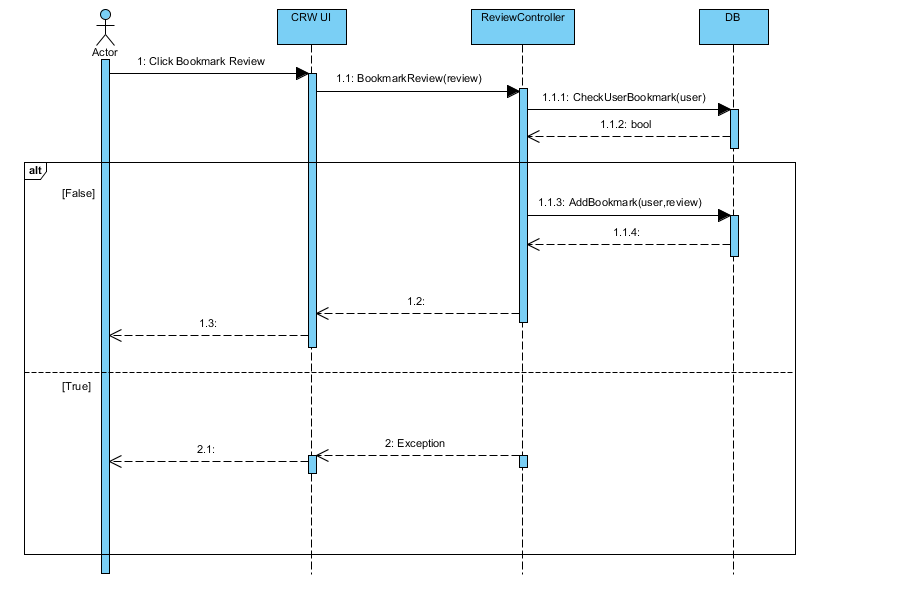 CRW UI
ReviewController
DB
Actor
1: Click Bookmark Review
1.1: BookmarkReview(review)
1.1.1: CheckUserBookmark(user)
1.1.2: bool
alt
[False]
1.1.3: AddBookmark(user,review)
1.1.4:
1.2:
1.3:
[True]
2: Exception
2.1: